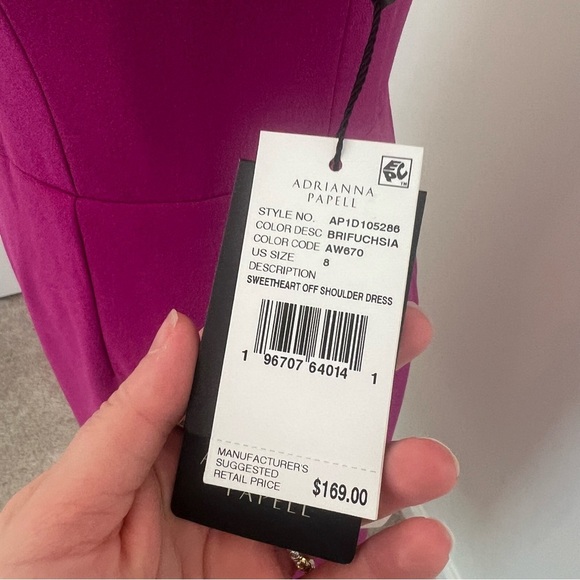 EPC™
ADRIANNA
PAPELL
STYLE NO. AP1D105286
COLOR DESC BRIFUCHSIA
COLOR CODE AW670
US SIZE 8
DESCRIPTION
SWEETHEART OFF SHOULDER DRESS
1 96707 64014 1
MANUFACTURER'S
SUGGESTED
RETAIL PRICE $169.00
PAPELL